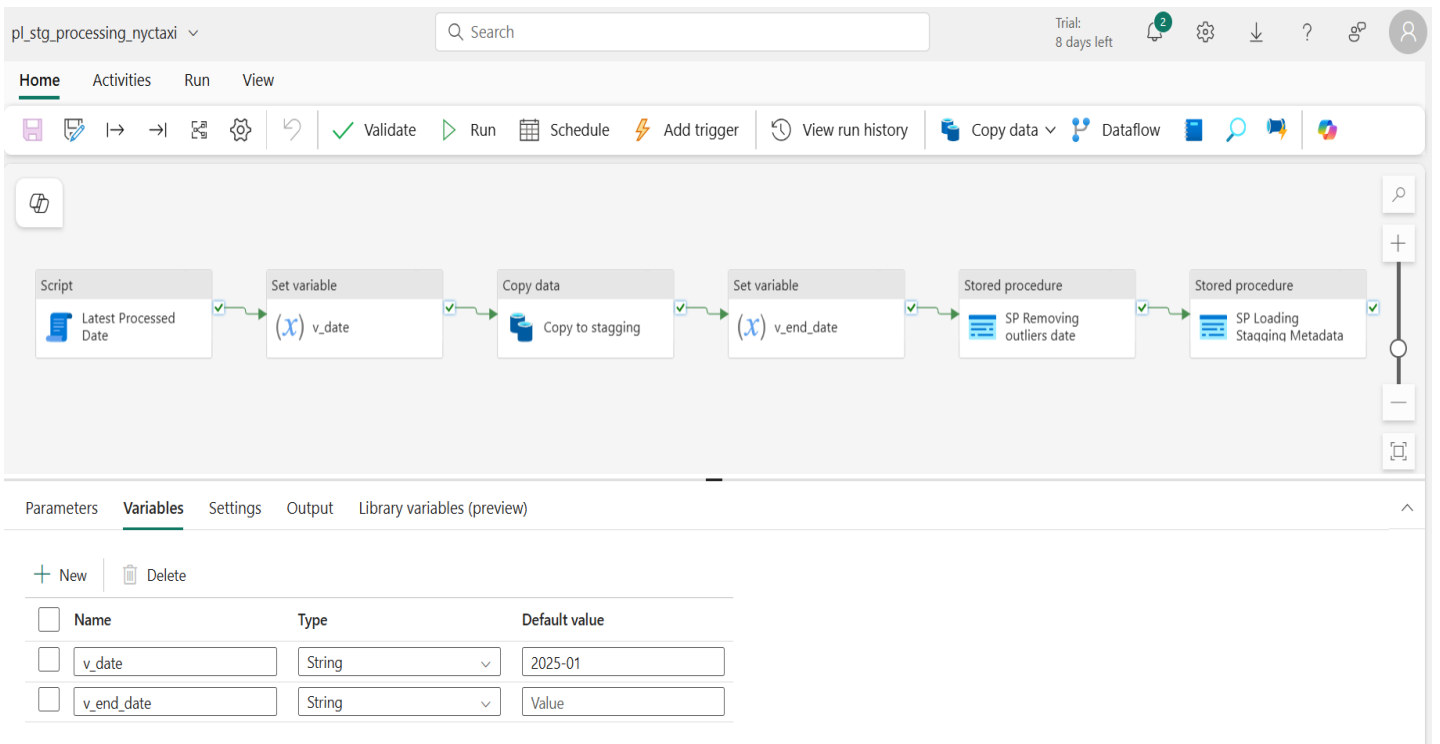 pl_stg_processing_nyctaxi
Search
Trial:
8 days left
2
Home Activities Run View
Validate Run Schedule Add trigger View run history Copy data Dataflow
Script
Latest Processed
Date
Set variable
(x) v_date
Copy data
Copy to stagging
Set variable
(x) v_end_date
Stored procedure
SP Removing
outliers date
Stored procedure
SP Loading
Stagging Metadata
Parameters Variables Settings Output Library variables (preview)
New Delete
Name Type Default value
v_date String 2025-01
v_end_date String Value